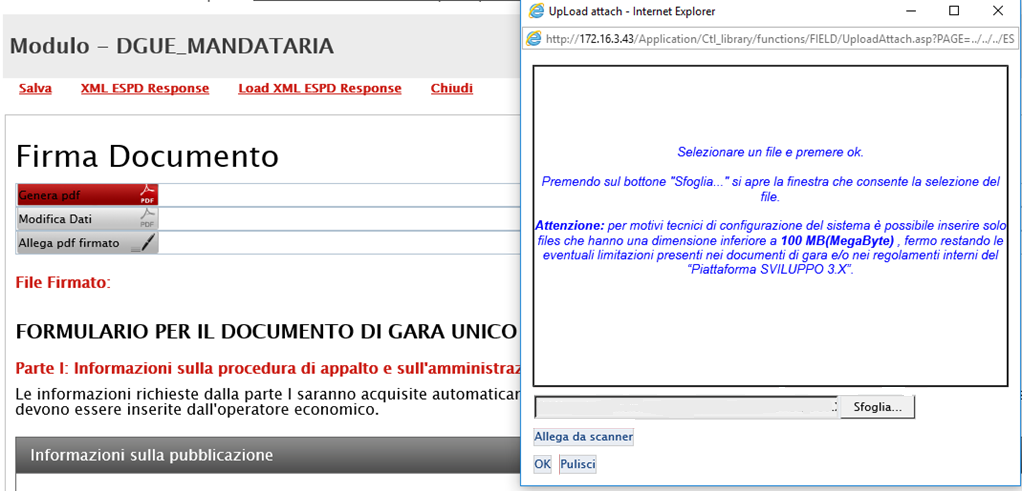 Modulo - DGUE_MANDATARIA
Salva XML ESPD Response Load XML ESPD Response Chiudi
Firma Documento
Genera pdf PDF
Modifica Dati PDF
Allega pdf firmato
File Firmato:
FORMULARIO PER IL DOCUMENTO DI GARA UNICO
Parte I: Informazioni sulla procedura di appalto e sull'amministraz
Le informazioni richieste dalla parte I saranno acquisite automaticar
devono essere inserite dall'operatore economico.
Informazioni sulla pubblicazione
UpLoad attach - Internet Explorer
http://172.16.3.43/Application/Ctl_library/functions/FIELD/UploadAttach.asp?PAGE=../../../ES
Selezionare un file e premere ok.
Premendo sul bottone "Sfoglia..." si apre la finestra che consente la selezione del
file.
Attenzione: per motivi tecnici di configurazione del sistema è possibile inserire solo
files che hanno una dimensione inferiore a 100 MB(MegaByte) , fermo restando le
eventuali limitazioni presenti nei documenti di gara e/o nei regolamenti interni del
“Piattaforma SVILUPPO 3.X”.
Sfoglia...
Allega da scanner
OK Pulisci